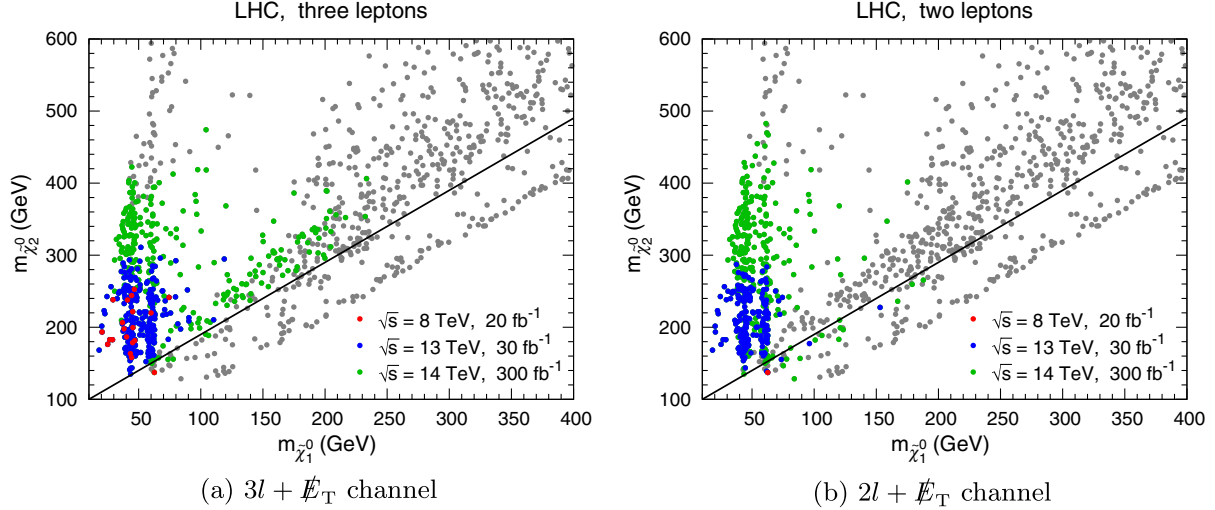 LHC, three leptons
600
500
400
300
200
100
50 100 150 200 250 300 350 400
m_{χ̃₂⁰} (GeV)
m_{χ̃₁⁰} (GeV)
√s = 8 TeV, 20 fb⁻¹
√s = 13 TeV, 30 fb⁻¹
√s = 14 TeV, 300 fb⁻¹
(a) 3l + E̸_T channel
LHC, two leptons
600
500
400
300
200
100
50 100 150 200 250 300 350 400
m_{χ̃₂⁰} (GeV)
m_{χ̃₁⁰} (GeV)
√s = 8 TeV, 20 fb⁻¹
√s = 13 TeV, 30 fb⁻¹
√s = 14 TeV, 300 fb⁻¹
(b) 2l + E̸_T channel